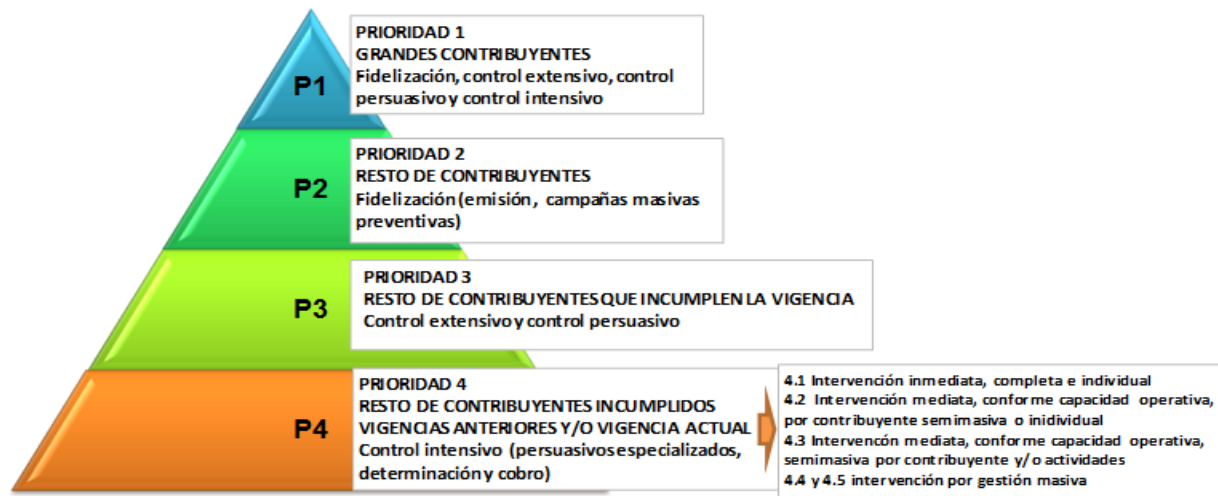 P1
PRIORIDAD 1
GRANDES CONTRIBUYENTES
Fidelización, control extensivo, control
persuasivo y control intensivo
P2
PRIORIDAD 2
RESTO DE CONTRIBUYENTES
Fidelización (emisión, campañas masivas
preventivas)
P3
PRIORIDAD 3
RESTO DE CONTRIBUYENTES QUE INCUMPLEN LA VIGENCIA
Control extensivo y control persuasivo
P4
PRIORIDAD 4
RESTO DE CONTRIBUYENTES INCUMPLIDOS
VIGENCIAS ANTERIORES Y/O VIGENCIA ACTUAL
Control intensivo (persuasivos especializados,
determinación y cobro)
4.1 Intervención inmediata, completa e individual
4.2 Intervención mediata, conforme capacidad operativa,
por contribuyente semimasiva o inidividual
4.3 Intervencón mediata, conforme capacidad operativa,
semimasiva por contribuyente y/o actividades
4.4 y 4.5 intervención por gestión masiva